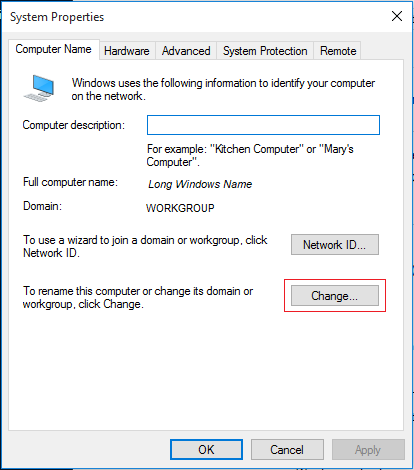 System Properties
Computer Name Hardware Advanced System Protection Remote
Windows uses the following information to identify your computer
on the network.
Computer description:
For example: "Kitchen Computer" or "Mary's
Computer".
Full computer name: Long Windows Name
Domain: WORKGROUP
To use a wizard to join a domain or workgroup, click
Network ID.
Network ID...
To rename this computer or change its domain or
workgroup, click Change.
Change...
OK Cancel Apply